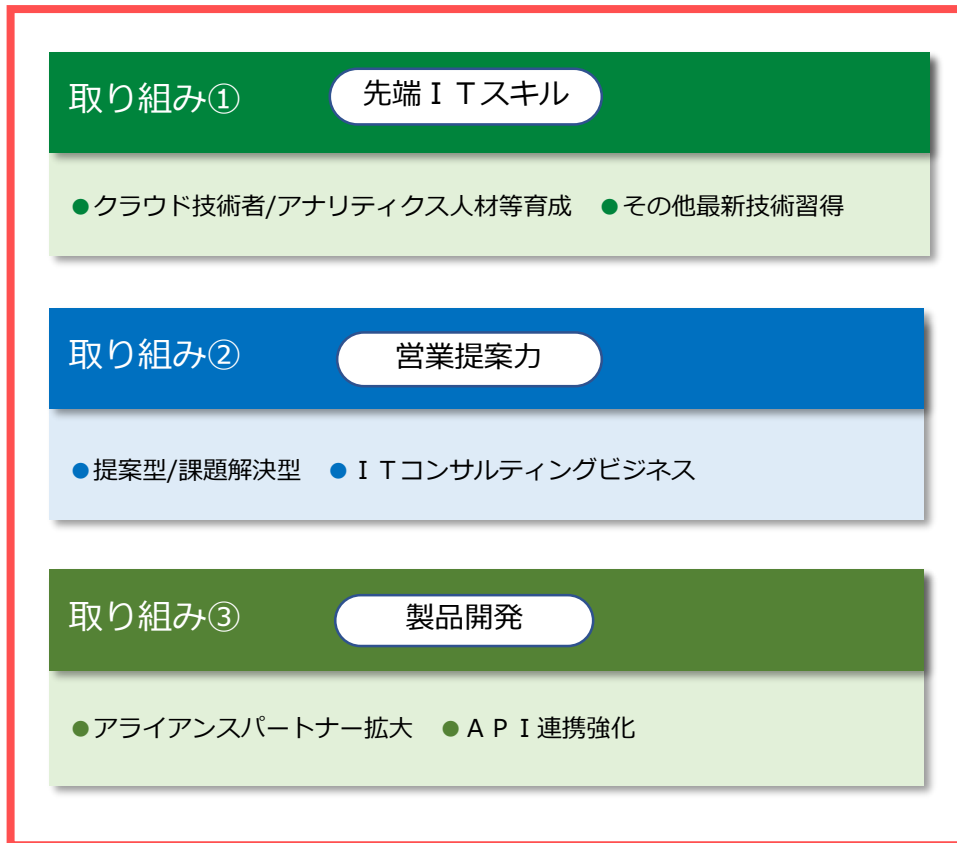 取り組み① 先端ＩＴスキル
●クラウド技術者/アナリティクス人材等育成 ●その他最新技術習得
取り組み② 営業提案力
●提案型/課題解決型 ●ＩＴコンサルティングビジネス
取り組み③ 製品開発
●アライアンスパートナー拡大 ●ＡＰＩ連携強化